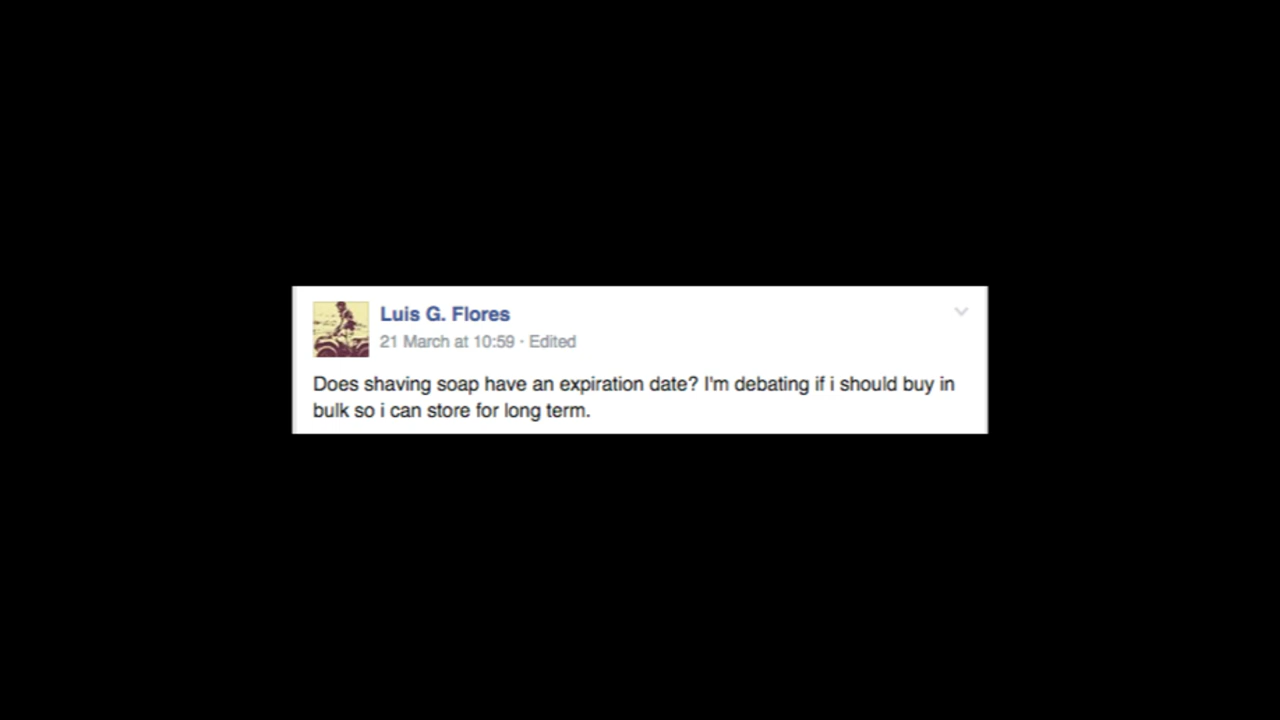 Luis G. Flores
21 March at 10:59 · Edited
Does shaving soap have an expiration date? I'm debating if i should buy in
bulk so i can store for long term.